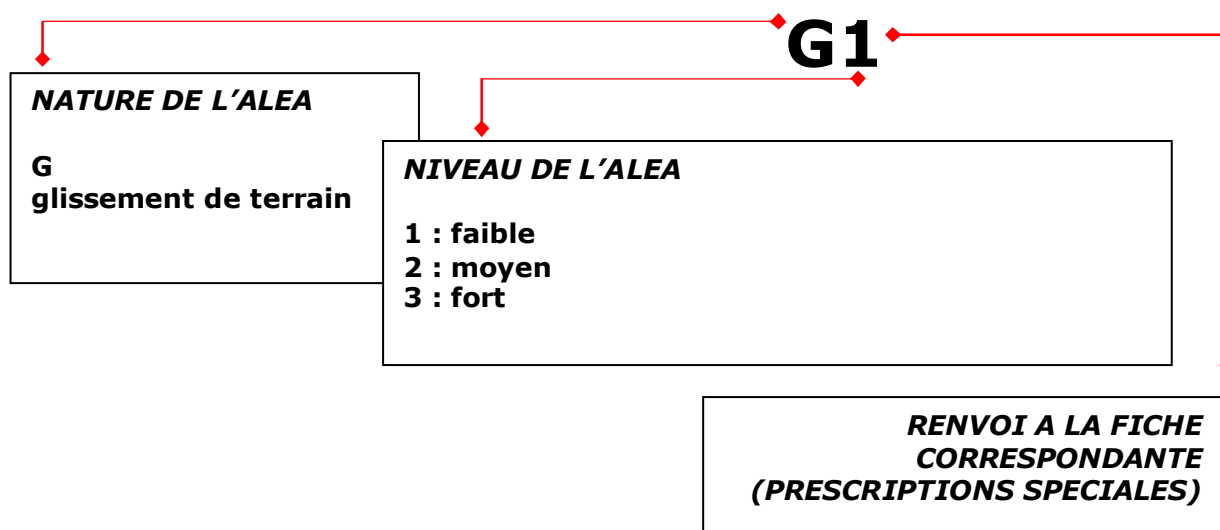 G1
NATURE DE L’ALEA
G
glissement de terrain
NIVEAU DE L’ALEA
1 : faible
2 : moyen
3 : fort
RENVOI A LA FICHE
CORRESPONDANTE
(PRESCRIPTIONS SPECIALES)